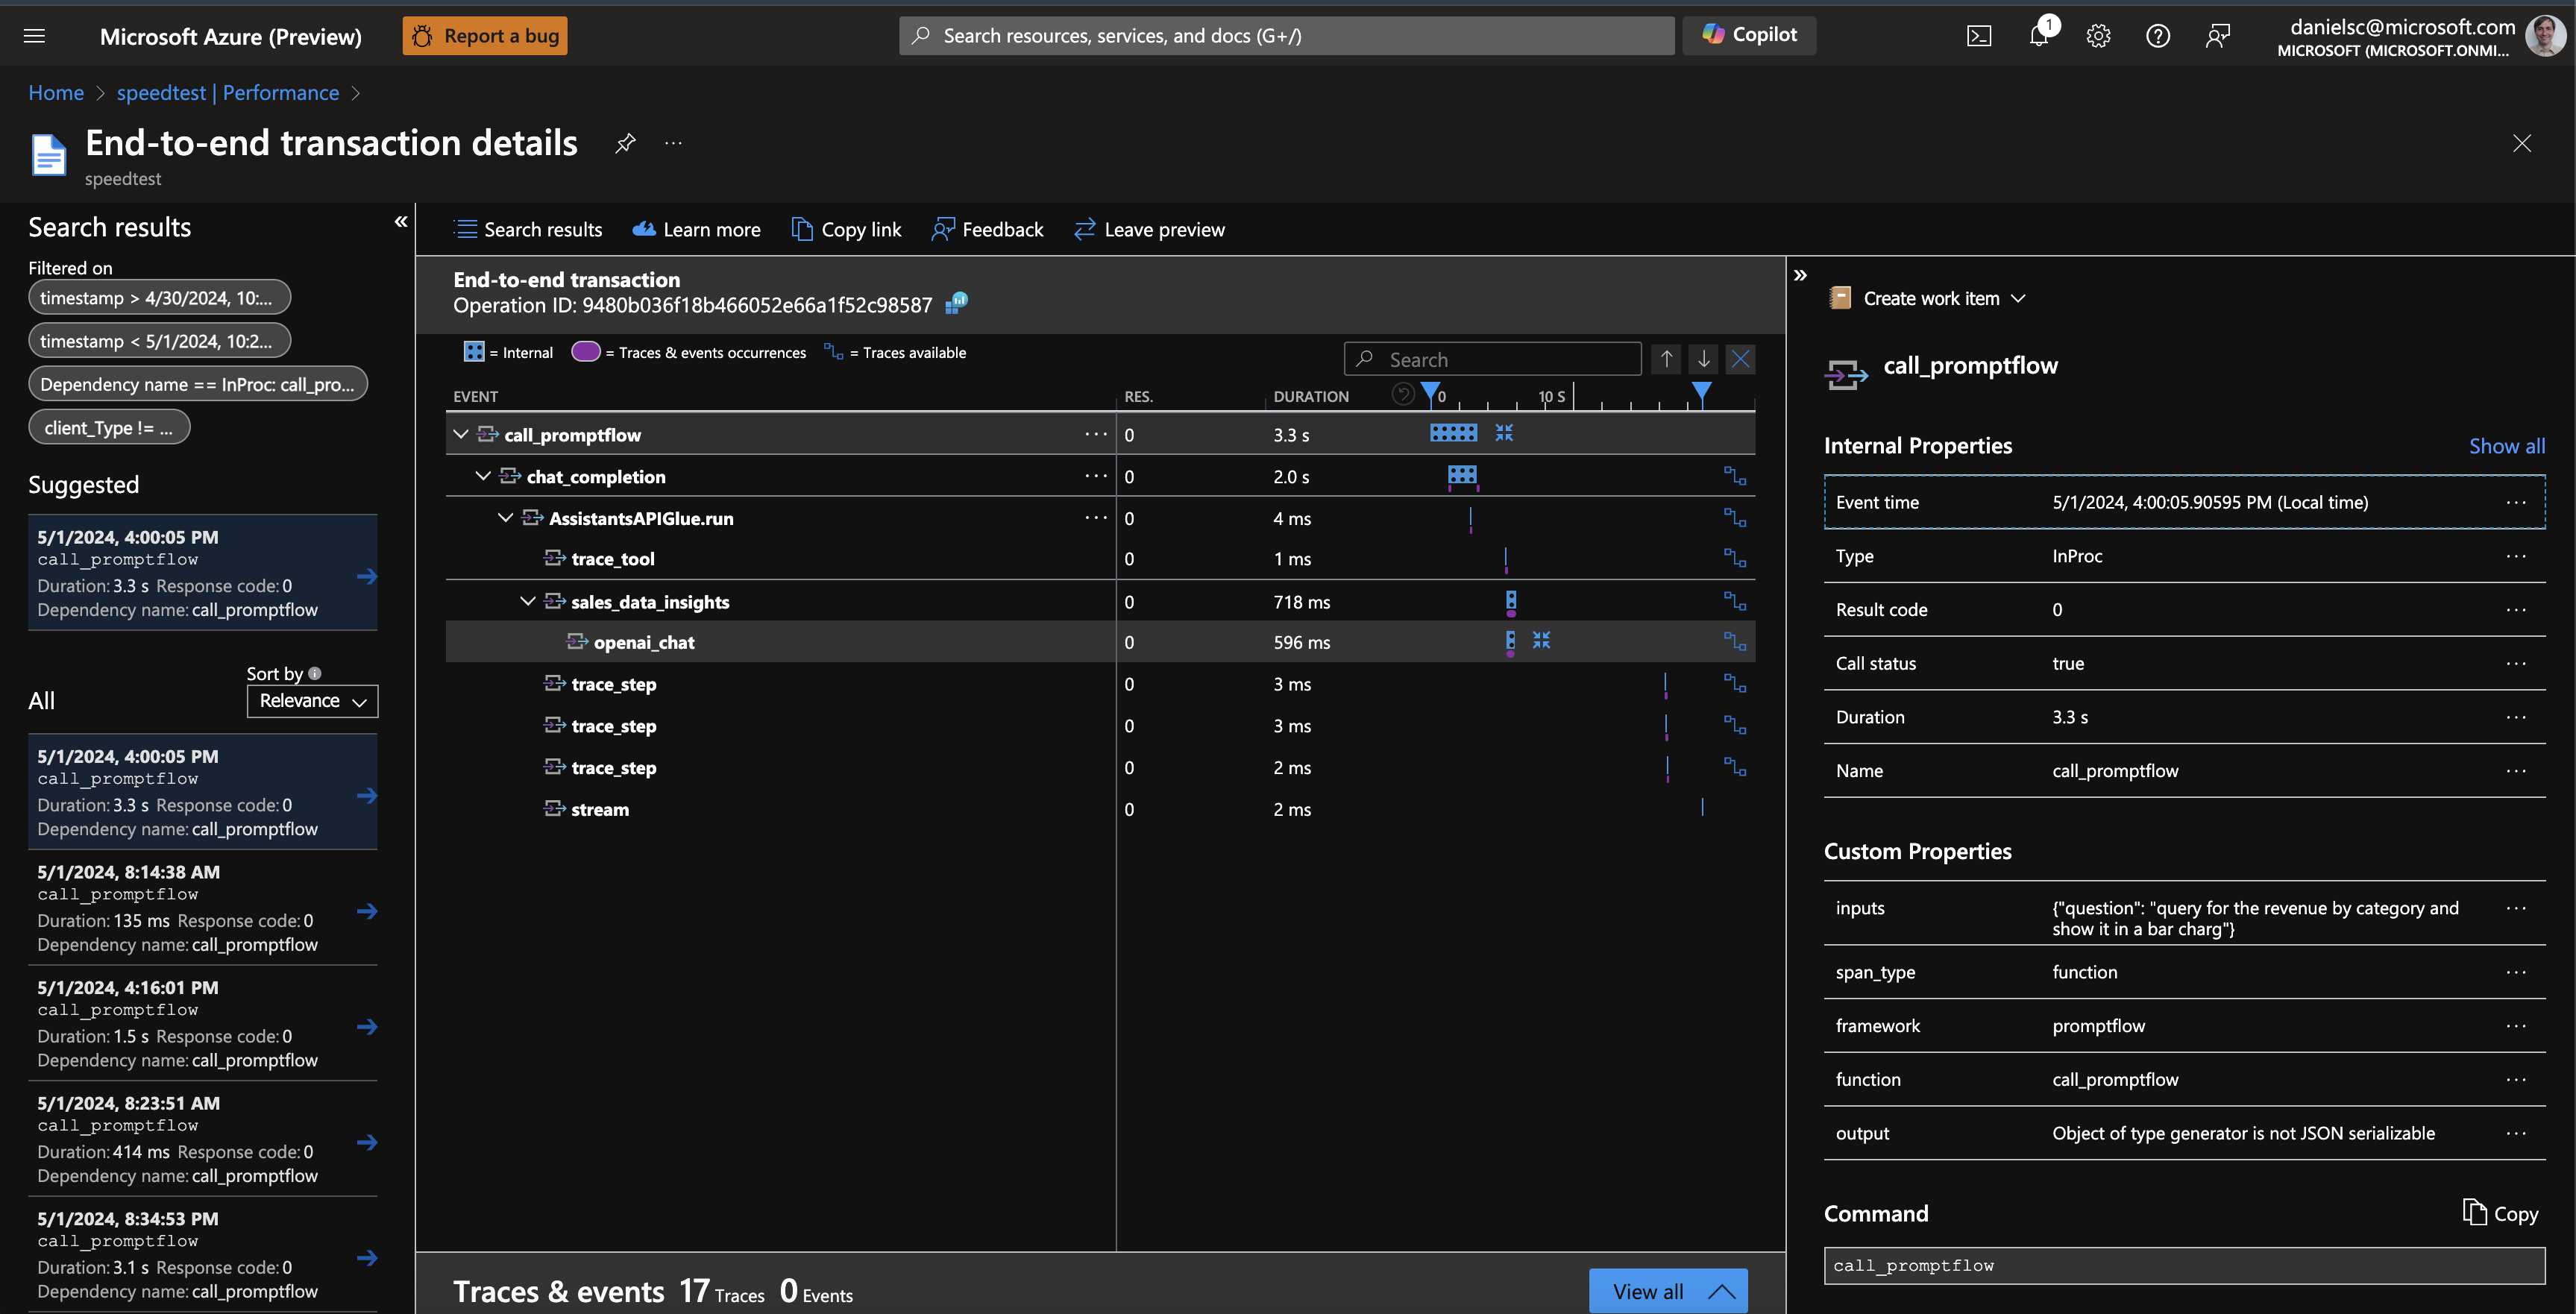 Microsoft Azure (Preview)
Report a bug
Search resources, services, and docs (G+/)
Copilot
1
danielsc@microsoft.com
MICROSOFT (MICROSOFT.ONMI...
Home
speedtest | Performance
End-to-end transaction details
...
speedtest
Search results
Filtered on
timestamp > 4/30/2024, 10:...
timestamp < 5/1/2024, 10:2...
Dependency name == InProc: call_pro...
client_Type != ...
Suggested
5/1/2024, 4:00:05 PM
call_promptflow
Duration: 3.3 s Response code: 0
Dependency name: call_promptflow
Sort by
All
Relevance
5/1/2024, 4:00:05 PM
call_promptflow
Duration: 3.3 s Response code: 0
Dependency name: call_promptflow
5/1/2024, 8:14:38 AM
call_promptflow
Duration: 135 ms Response code: 0
Dependency name: call_promptflow
5/1/2024, 4:16:01 PM
call_promptflow
Duration: 1.5 s Response code: 0
Dependency name: call_promptflow
5/1/2024, 8:23:51 AM
call_promptflow
Duration: 414 ms Response code: 0
Dependency name: call_promptflow
5/1/2024, 8:34:53 PM
call_promptflow
Duration: 3.1 s Response code: 0
Dependency name: call_promptflow
Search results Learn more Copy link Feedback Leave preview
End-to-end transaction
Operation ID: 9480b036f18b466052e66a1f52c98587
= Internal = Traces & events occurrences = Traces available
Search
EVENT RES. DURATION 0 10 S
call_promptflow 0 3.3 s
chat_completion 0 2.0 s
AssistantsAPIGlue.run 0 4 ms
trace_tool 0 1 ms
sales_data_insights 0 718 ms
openai_chat 0 596 ms
trace_step 0 3 ms
trace_step 0 3 ms
trace_step 0 2 ms
stream 0 2 ms
Traces & events 17 Traces 0 Events
View all
Create work item
call_promptflow
Internal Properties Show all
Event time 5/1/2024, 4:00:05.90595 PM (Local time)
Type InProc
Result code 0
Call status true
Duration 3.3 s
Name call_promptflow
Custom Properties
inputs {"question": "query for the revenue by category and
show it in a bar charg"}
span_type function
framework promptflow
function call_promptflow
output Object of type generator is not JSON serializable
Command Copy
call_promptflow